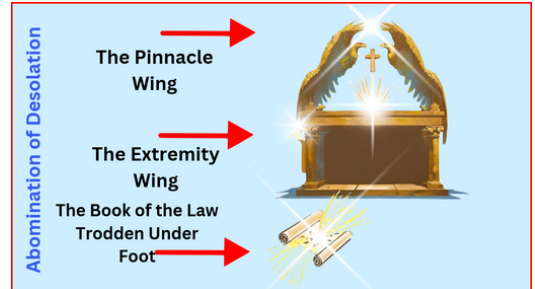 Abomination of Desolation
The Pinnacle
Wing
The Extremity
Wing
The Book of the Law
Trodden Under
Foot